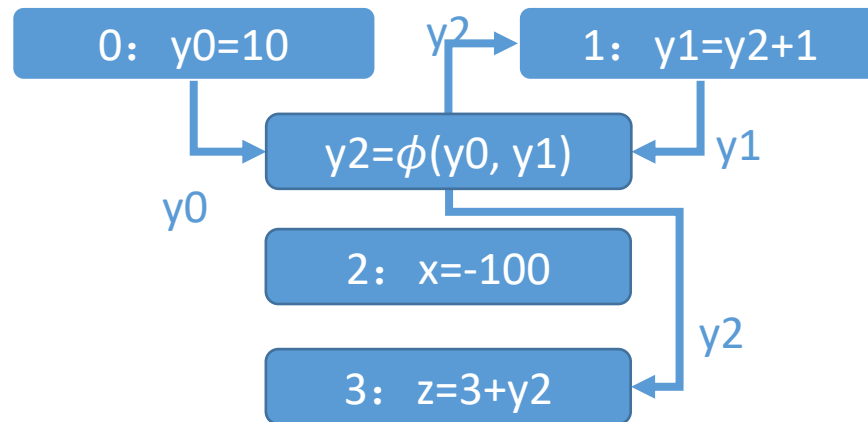 0：y0=10
y2
1：y1=y2+1
y2=ϕ(y0, y1)
y1
y0
2：x=-100
y2
3：z=3+y2